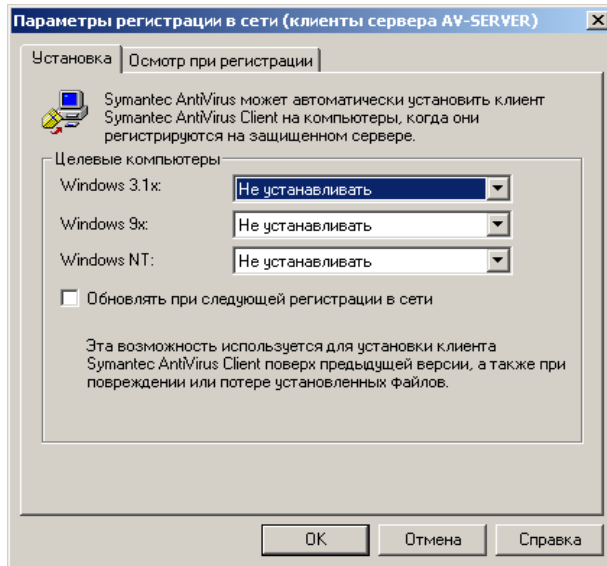 Параметры регистрации в сети (клиенты сервера AV-SERVER)
Установка
Осмотр при регистрации
Symantec AntiVirus может автоматически установить клиент
Symantec AntiVirus Client на компьютеры, когда они
регистрируются на защищенном сервере.
Целевые компьютеры
Windows 3.1x: Не устанавливать
Windows 9x: Не устанавливать
Windows NT: Не устанавливать
Обновлять при следующей регистрации в сети
Эта возможность используется для установки клиента
Symantec AntiVirus Client поверх предыдущей версии, а также при
повреждении или потере установленных файлов.
OK Отмена Справка